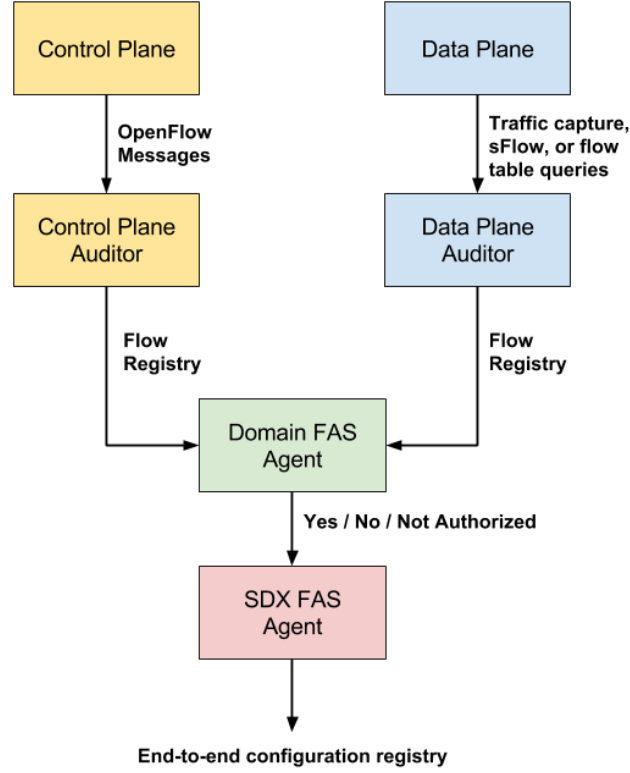 Control Plane
Data Plane
OpenFlow
Messages
Traffic capture,
sFlow, or flow
table queries
Control Plane
Auditor
Data Plane
Auditor
Flow
Registry
Flow
Registry
Domain FAS
Agent
Yes / No / Not Authorized
SDX FAS
Agent
End-to-end configuration registry